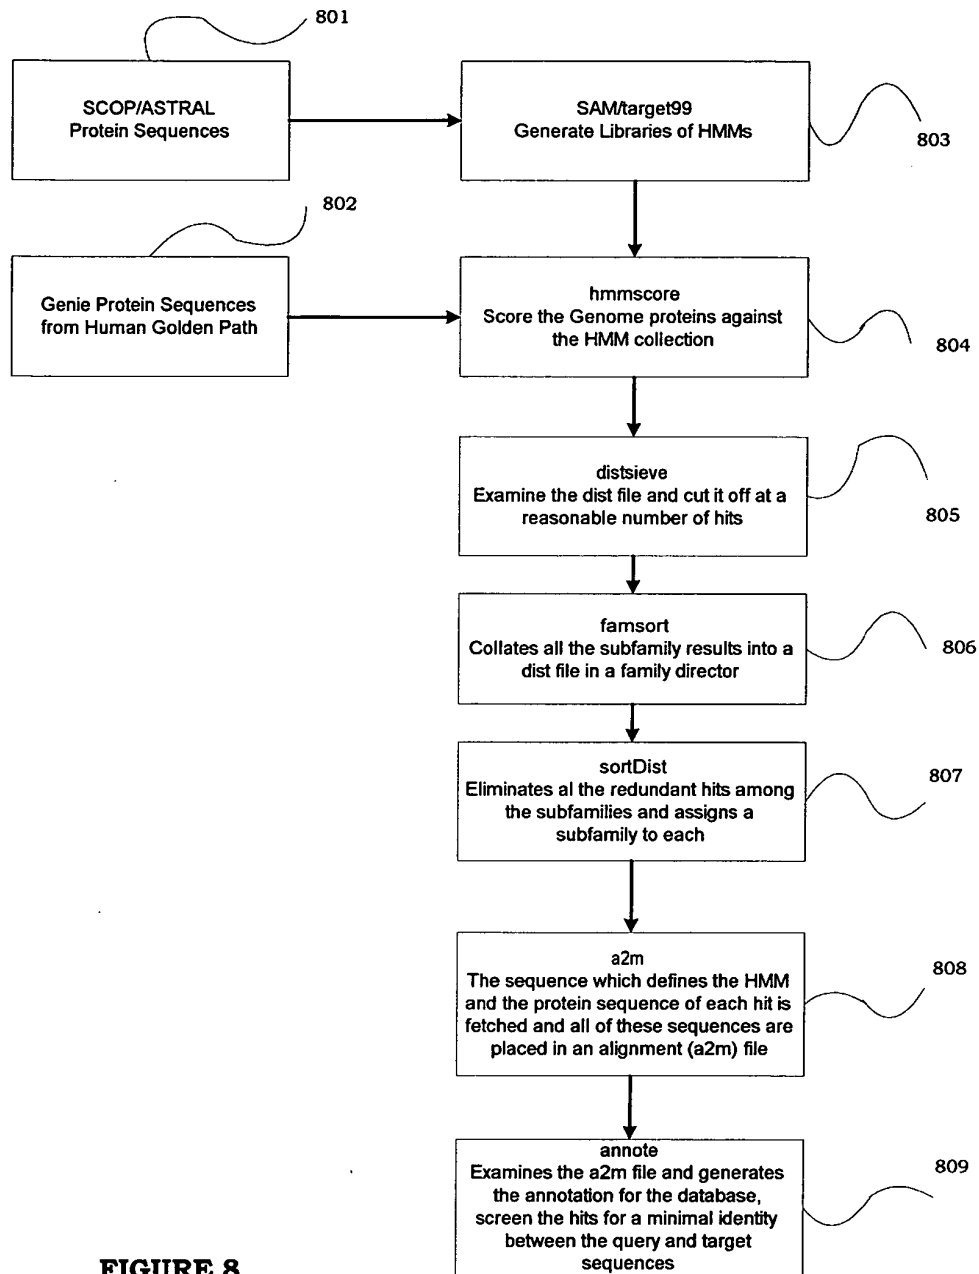 801
SCOP/ASTRAL
Protein Sequences
SAM/target99
Generate Libraries of HMMs
803
802
Genie Protein Sequences
from Human Golden Path
hmmscore
Score the Genome proteins against
the HMM collection
804
distsieve
Examine the dist file and cut it off at a
reasonable number of hits
805
famsort
Collates all the subfamily results into a
dist file in a family director
806
sortDist
Eliminates al the redundant hits among
the subfamilies and assigns a
subfamily to each
807
a2m
The sequence which defines the HMM
and the protein sequence of each hit is
fetched and all of these sequences are
placed in an alignment (a2m) file
808
annote
Examines the a2m file and generates
the annotation for the database,
screen the hits for a minimal identity
between the query and target
sequences
809
FIGURE 8